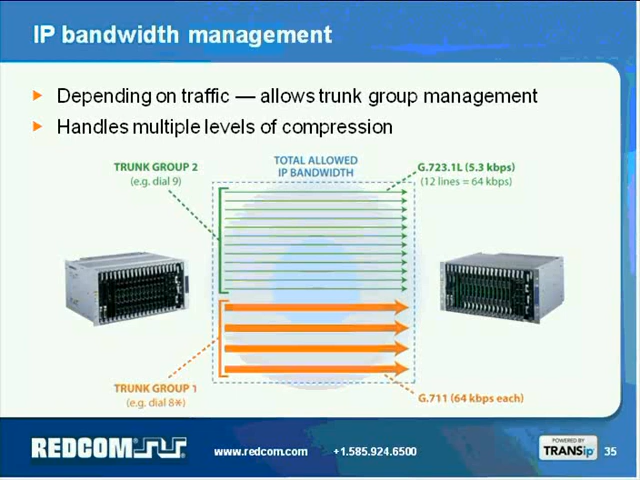 IP bandwidth management
Depending on traffic — allows trunk group management
Handles multiple levels of compression
TRUNK GROUP 2
(e.g. dial 9)
TOTAL ALLOWED
IP BANDWIDTH
G.723.1L (5.3 kbps)
(12 lines = 64 kbps)
TRUNK GROUP 1
(e.g. dial 8*)
G.711 (64 kbps each)
REDCOM
www.redcom.com
+1.585.924.6500
POWERED BY
TRANSip
35